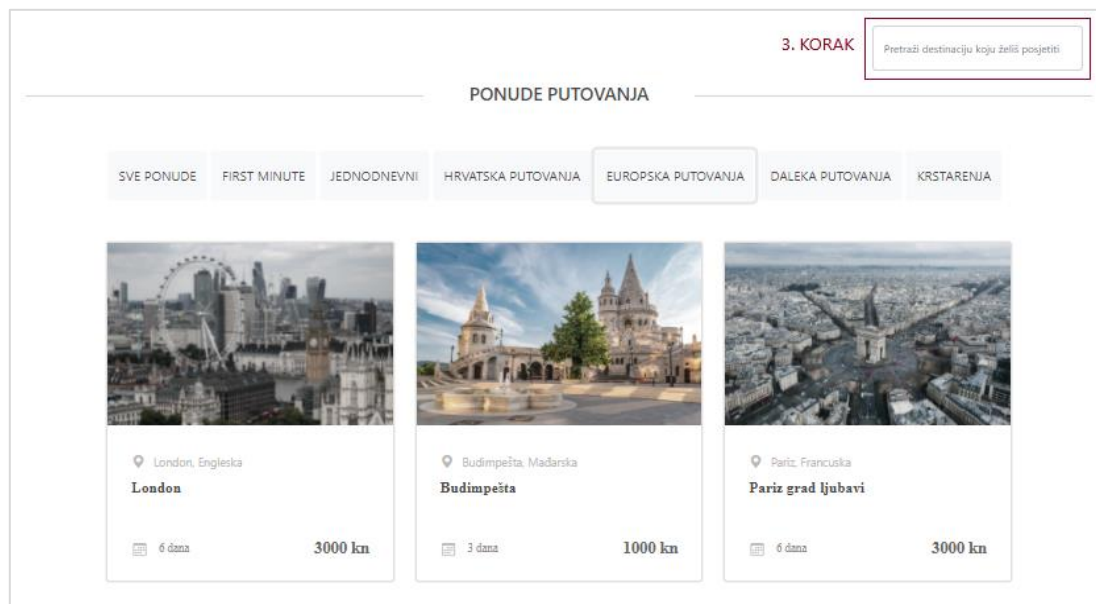 3. KORAK
Pretraži destinaciju koju želiš posjetiti
PONUDE PUTOVANJA
SVE PONUDE FIRST MINUTE JEDNODNEVNI HRVATSKA PUTOVANJA EUROPSKA PUTOVANJA DALEKA PUTOVANJA KRSTARENJA
London, Engleska
London
6 dana 3000 kn
Budimpešta, Mađarska
Budimpešta
3 dana 1000 kn
Pariz, Francuska
Pariz grad ljubavi
6 dana 3000 kn